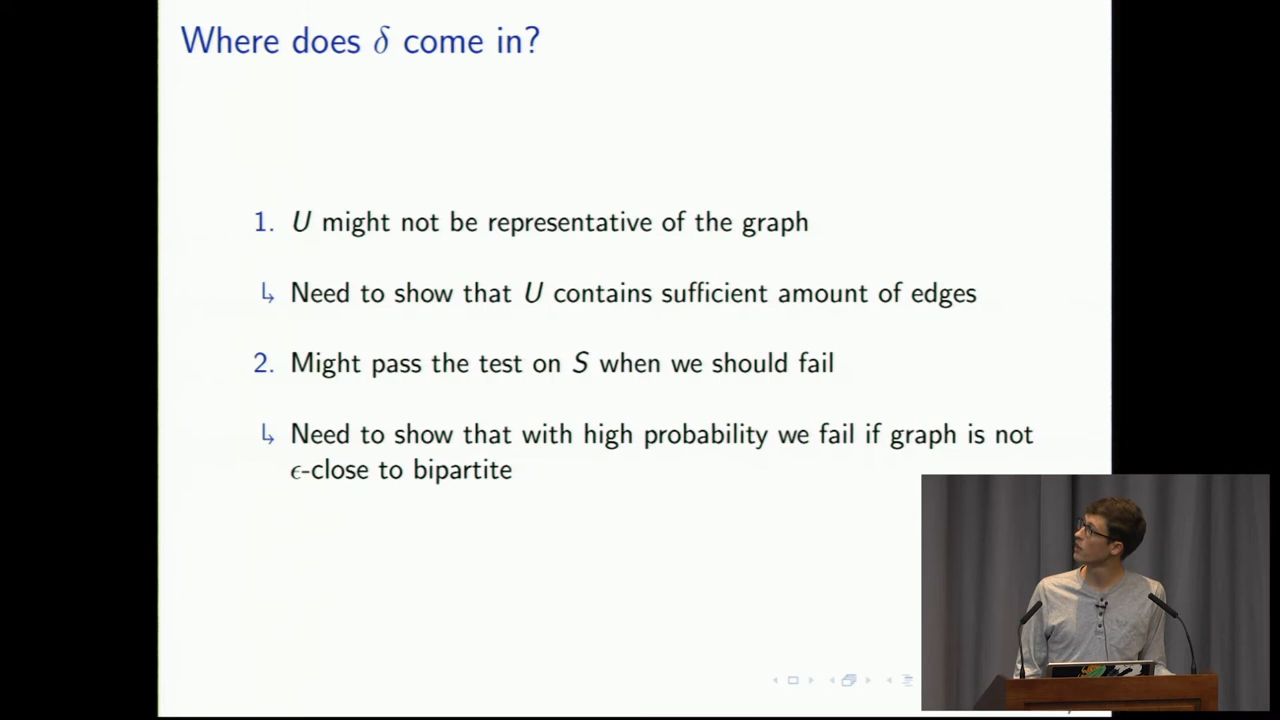 Where does δ come in?
1. U might not be representative of the graph
↳ Need to show that U contains sufficient amount of edges
2. Might pass the test on S when we should fail
↳ Need to show that with high probability we fail if graph is not
ϵ-close to bipartite